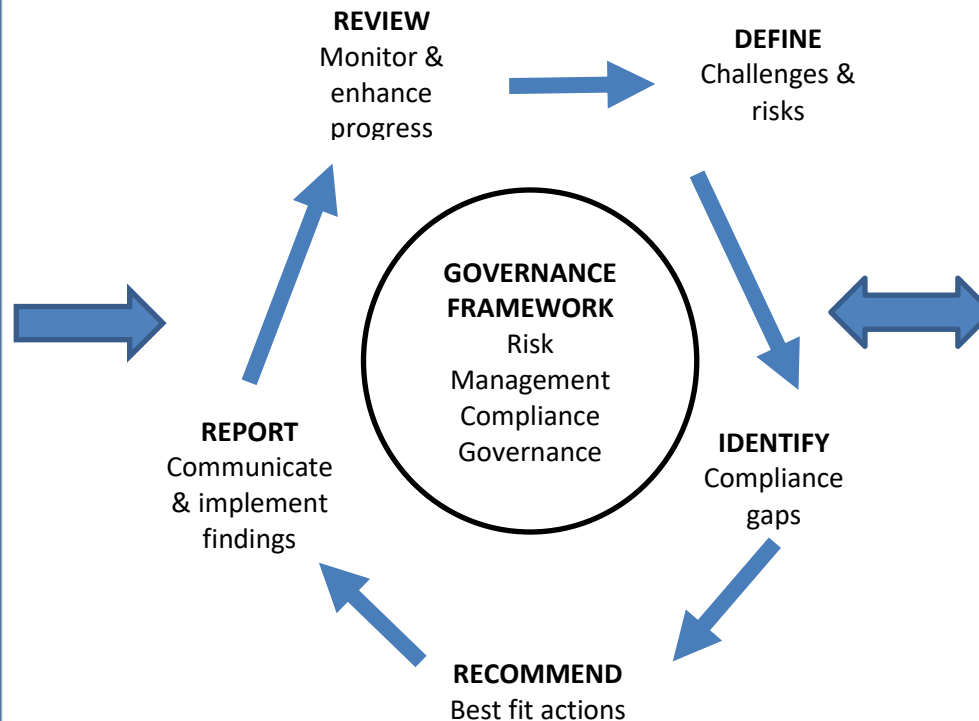 REVIEW
Monitor &
enhance
progress
DEFINE
Challenges &
risks
GOVERNANCE
FRAMEWORK
Risk
Management
Compliance
Governance
IDENTIFY
Compliance
gaps
RECOMMEND
Best fit actions
REPORT
Communicate
& implement
findings